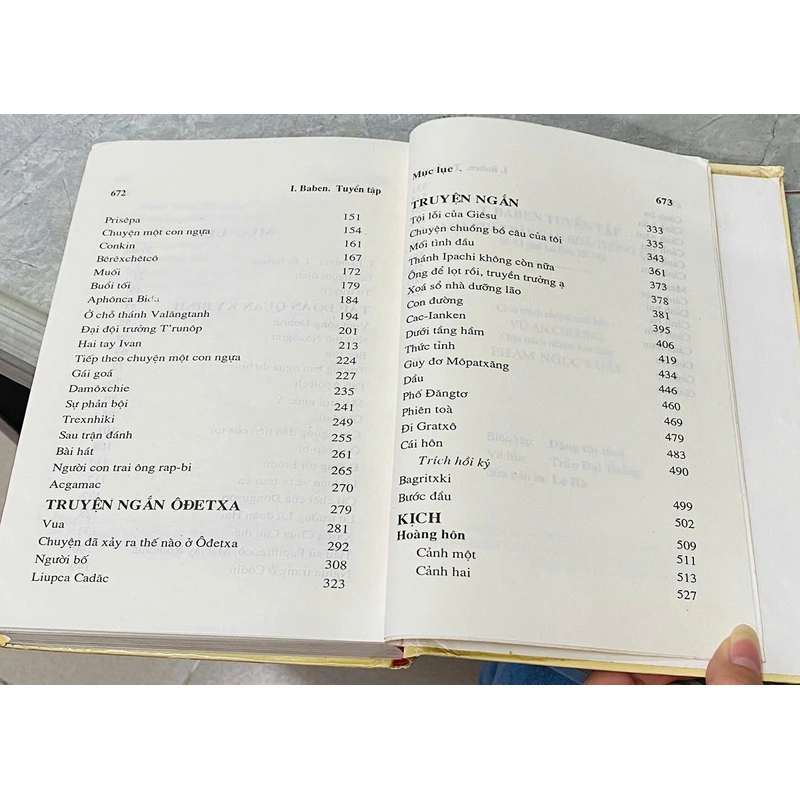 672 I. Baben. Tuyển tập
Prisêpa 151
Chuyện một con ngựa 154
Conkin 161
Bêrêxchêtcô 167
Muối 172
Buổi tối 179
Aphônca Bida 184
Ở chỗ thánh Valăngtanh 194
Đại đội trưởng T'runôp 201
Hai tay Ivan 213
Tiếp theo chuyện một con ngựa 224
Gái goá 227
Damôxchie 235
Sự phản bội 241
Trexnhiki 249
Sau trận đánh 255
Bài hát 261
Người con trai ông rap-bi 265
Acgamac 270
TRUYỆN NGẮN ÔĐETXA 279
Vua 281
Chuyện đã xảy ra thế nào ở Ôđetxa 292
Người bố 308
Liupca Cadăc 323
Mục lục . 673
TRUYỆN NGẮN 333
Tội lỗi của Giêsu 335
Chuyện chuồng bồ câu của tôi 343
Mối tình đầu 361
Thánh Ipachi không còn nữa 373
Ông để lọt rồi, truyền trưởng ạ 378
Xoá sổ nhà dưỡng lão 381
Con đường 395
Cac-Ianken 406
Dưới tầng hầm 419
Thức tỉnh 434
Guy đơ Môpatxăng 446
Dầu 460
Phố Đăngtơ 469
Phiên toà 479
Đi Gratxô 483
Cái hôn 490
Trích hồi ký
Bagritxki 499
Bước đầu 502
KỊCH 509
Hoàng hôn 511
Cảnh một 513
Cảnh hai 527